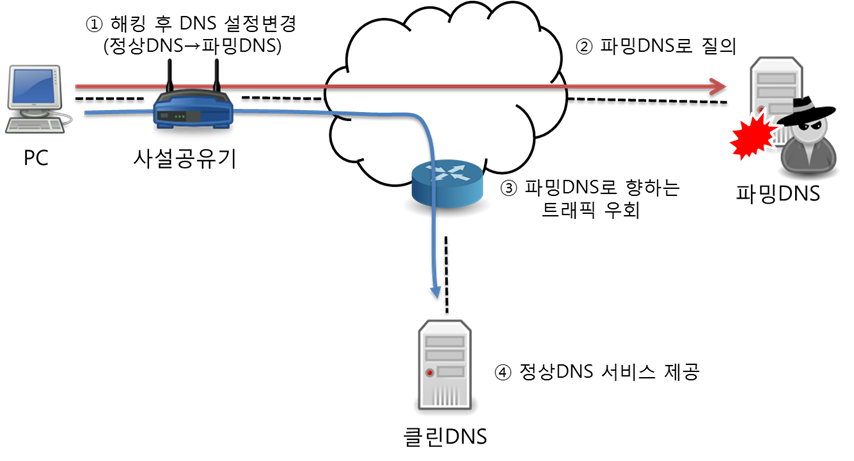 ① 해킹 후 DNS 설정변경
(정상DNS→파밍DNS)
② 파밍DNS로 질의
PC
사설공유기
③ 파밍DNS로 향하는
트래픽 우회
파밍DNS
④ 정상DNS 서비스 제공
클린DNS